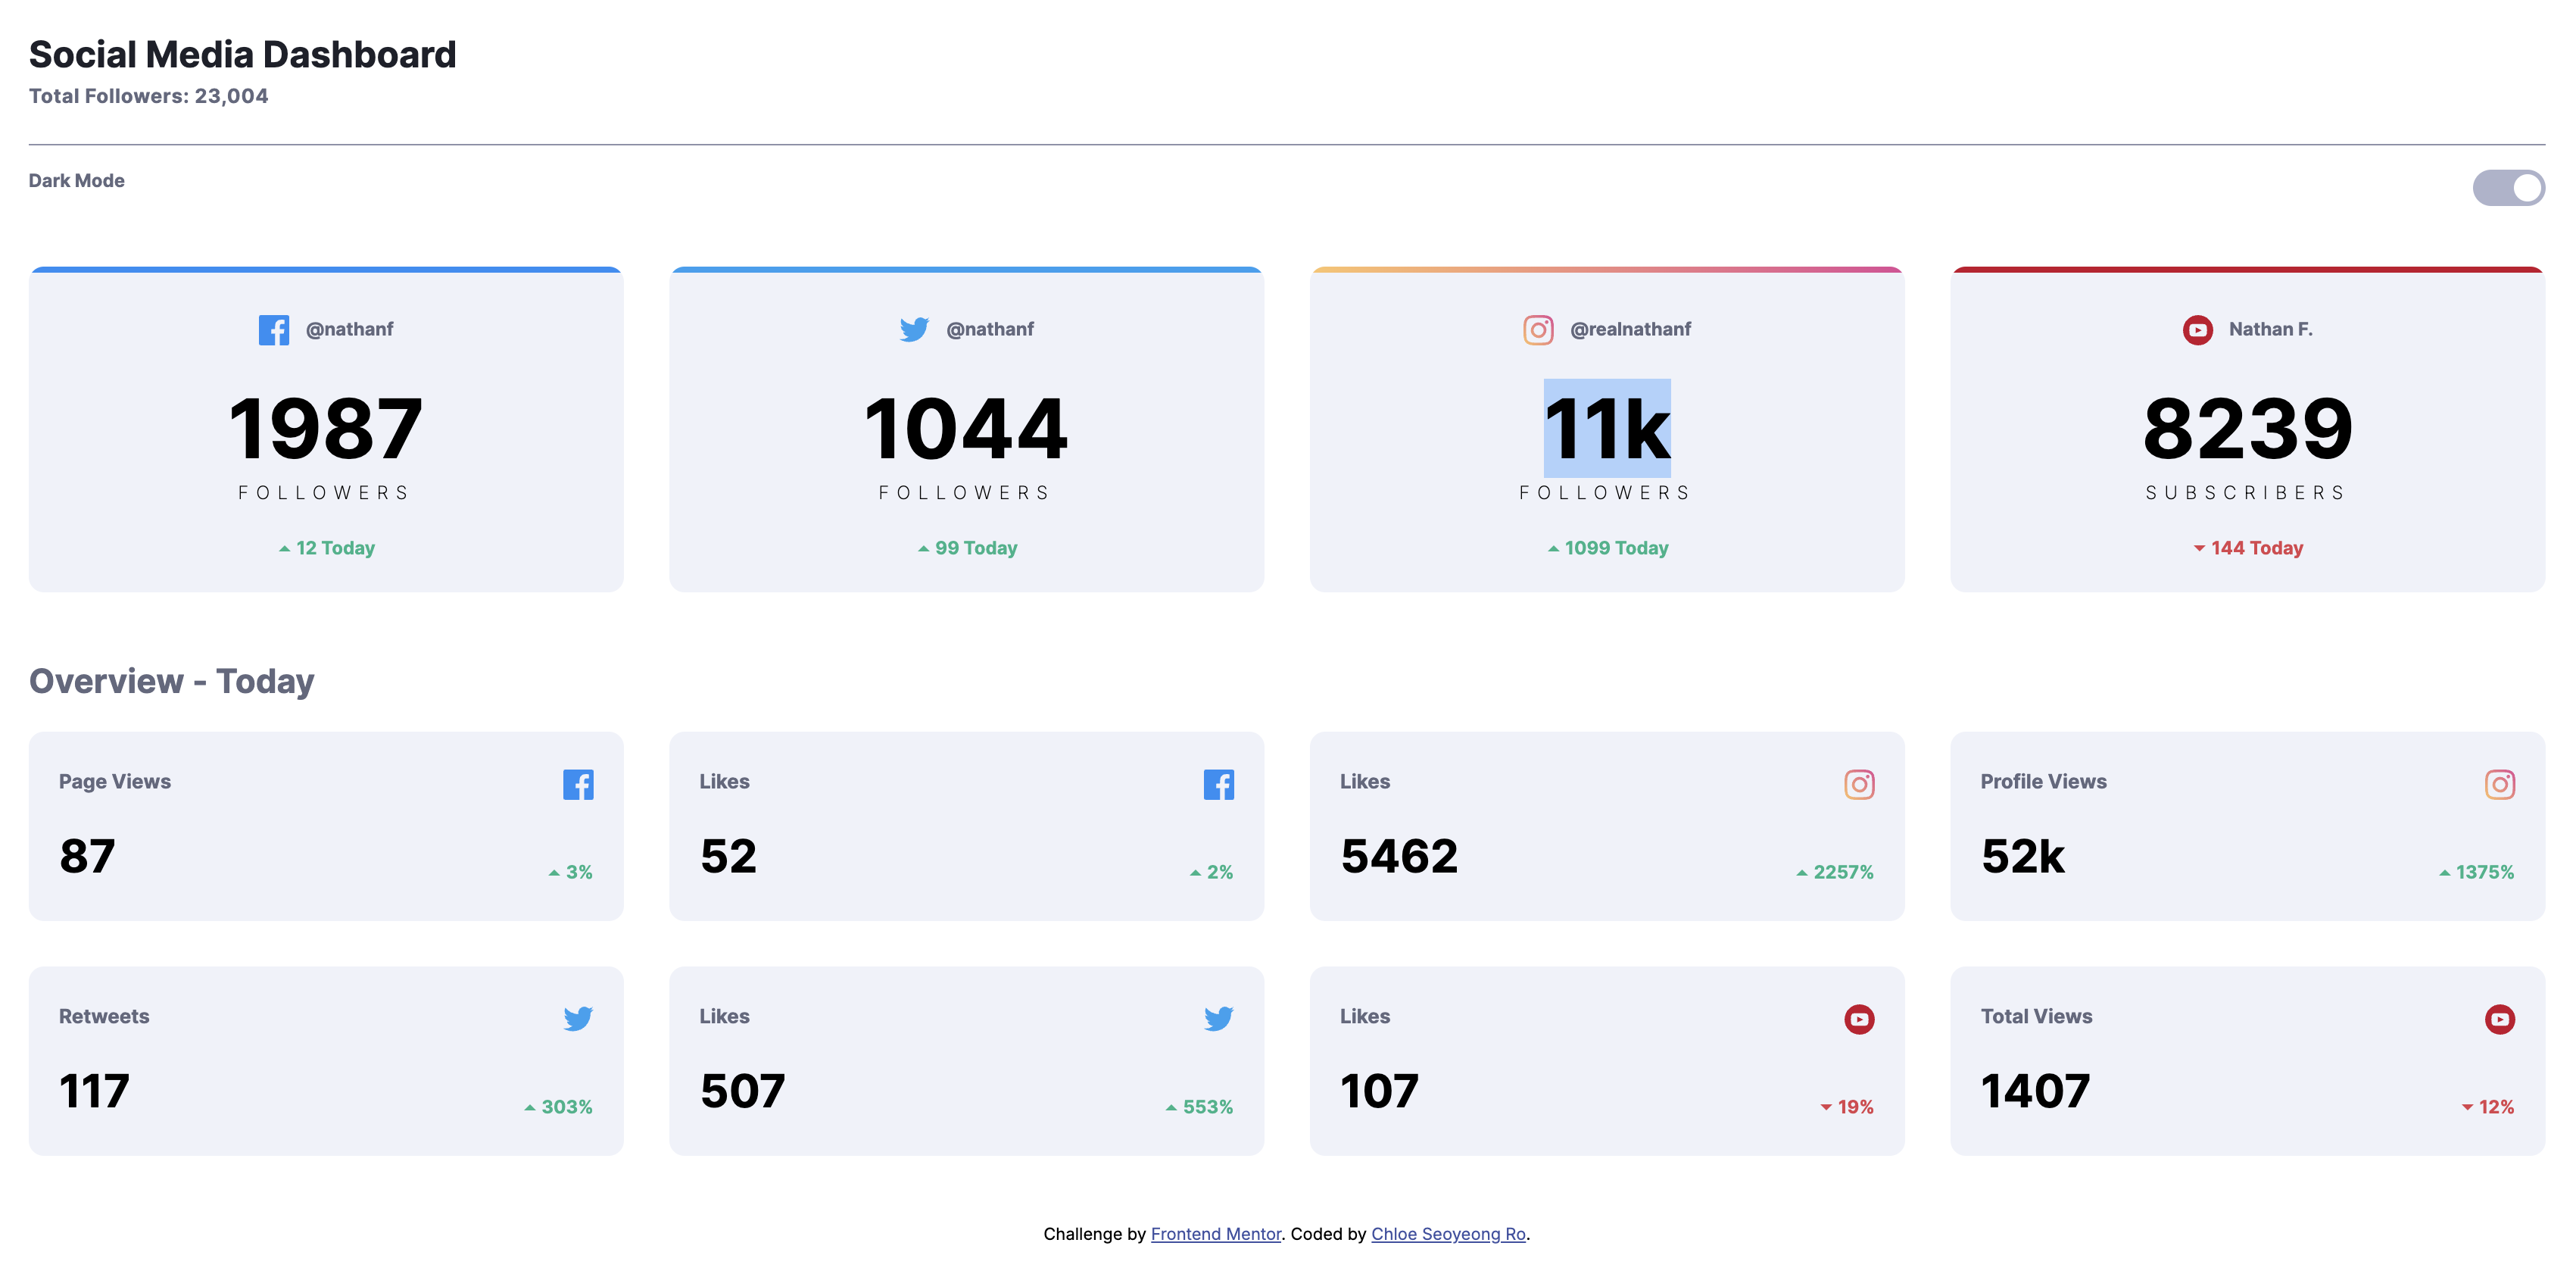 Social Media Dashboard
Total Followers: 23,004
Dark Mode
@nathanf
1987
FOLLOWERS
12 Today
@nathanf
1044
FOLLOWERS
99 Today
@realnathanf
11k
FOLLOWERS
1099 Today
Nathan F.
8239
SUBSCRIBERS
144 Today
Overview - Today
Page Views
87
3%
Likes
52
2%
Likes
5462
2257%
Profile Views
52k
1375%
Retweets
117
303%
Likes
507
553%
Likes
107
19%
Total Views
1407
12%
Challenge by Frontend Mentor. Coded by Chloe Seoyeong Ro.